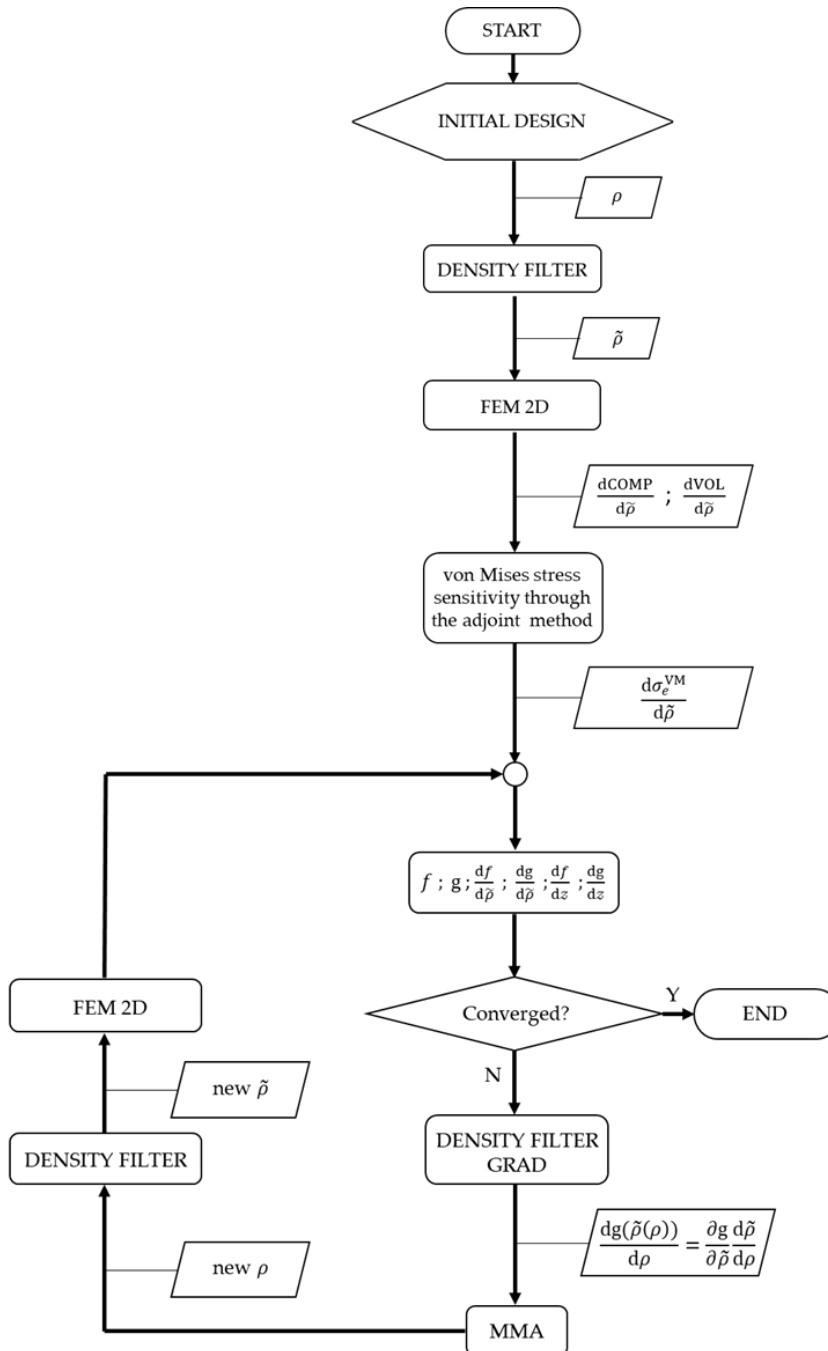 START
INITIAL DESIGN
ρ
DENSITY FILTER
ρ̃
FEM 2D
dCOMP/dρ̃ ; dVOL/dρ̃
von Mises stress
sensitivity through
the adjoint method
dσₑ^VM/dρ̃
f ; g ; df/dρ̃ ; dg/dρ̃ ; df/dz ; dg/dz
Converged?
Y
END
N
DENSITY FILTER
GRAD
dg(ρ̃(ρ))/dρ = ∂g/∂ρ̃ dρ̃/dρ
MMA
new ρ
DENSITY FILTER
new ρ̃
FEM 2D